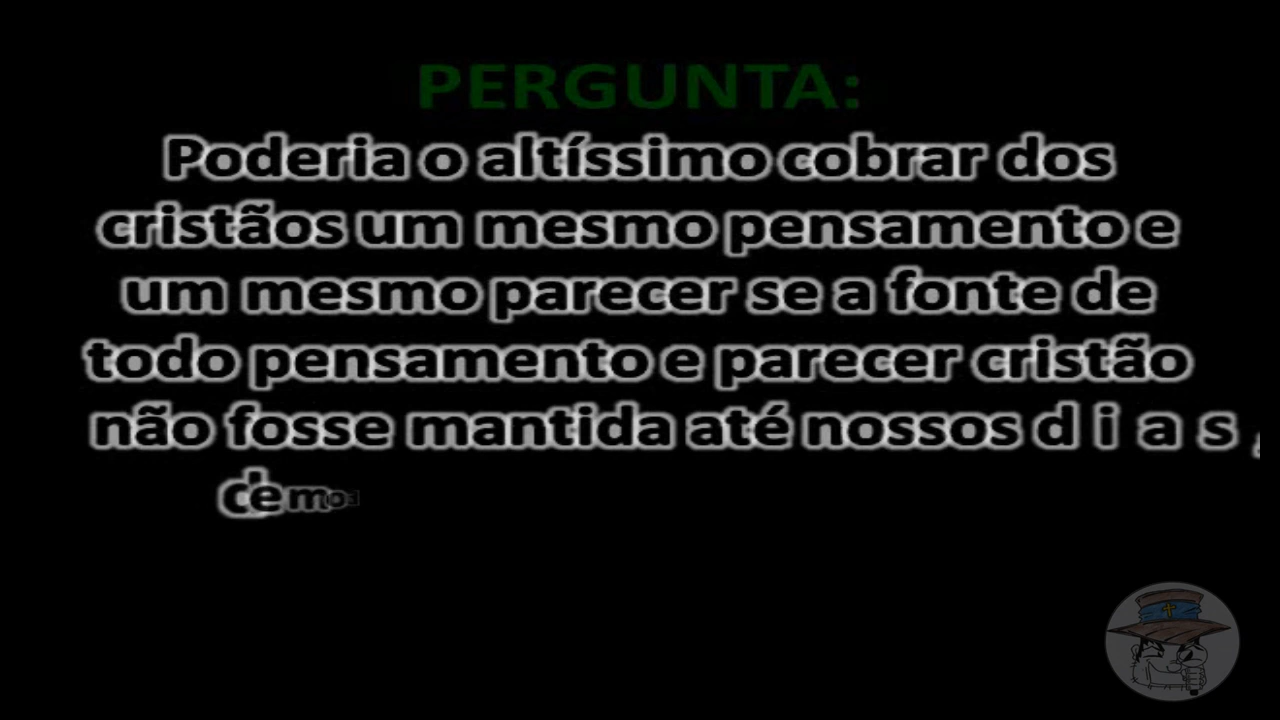 PERGUNTA:
Poderia o altíssimo cobrar dos
cristãos um mesmo pensamento e
um mesmo parecer se a fonte de
todo pensamento e parecer cristão
não fosse mantida até nossos dias,